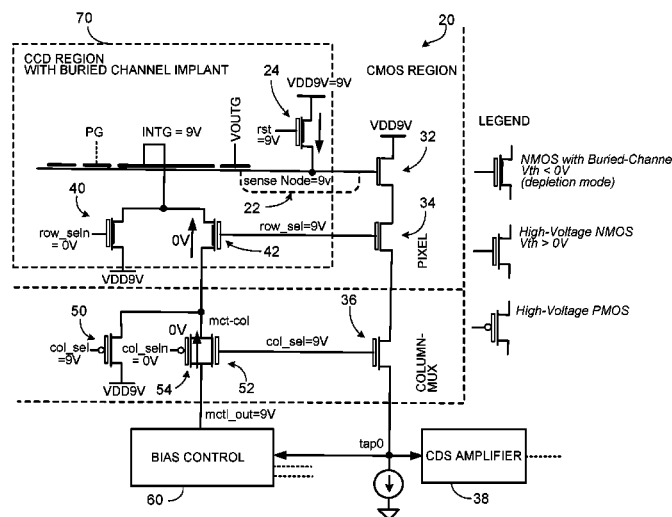 70
20
CCD REGION
WITH BURIED CHANNEL IMPLANT
CMOS REGION
24
VDD9V=9V
rst
=9V
VDD9V
PG
INTG = 9V
VOUTG
32
sense Node=9v
22
34
40
row_seln
= 0V
0V
row_sel=9V
42
VDD9V
PIXEL
LEGEND
NMOS with Buried-Channel
Vth < 0V
(depletion mode)
High-Voltage NMOS
Vth > 0V
High-Voltage PMOS
50
mct-col
36
0V
col_sel
=9V
col_seln
= 0V
col_sel=9V
VDD9V
54
52
COLUMN-
MUX
mctl_out=9V
tap0
BIAS CONTROL
60
CDS AMPLIFIER
38